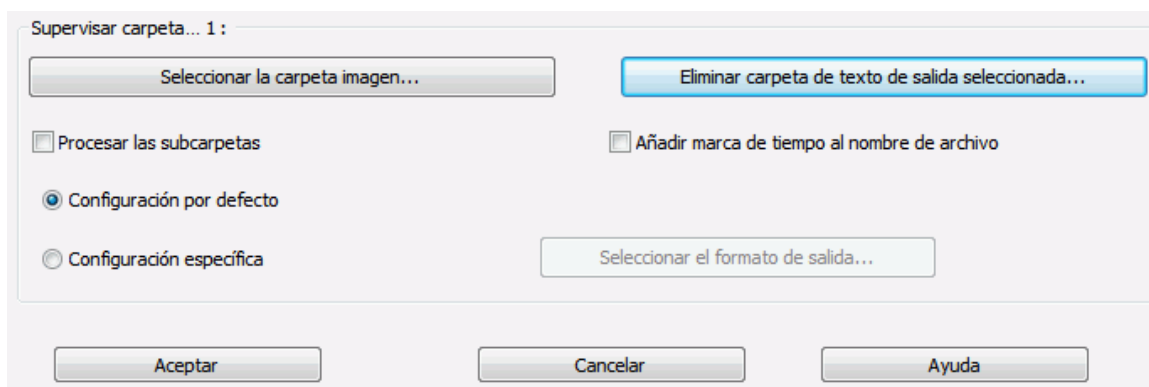 Supervisar carpeta... 1 :
Seleccionar la carpeta imagen... Eliminar carpeta de texto de salida seleccionada...
Procesar las subcarpetas Añadir marca de tiempo al nombre de archivo
Configuración por defecto
Configuración específica Seleccionar el formato de salida...
Aceptar Cancelar Ayuda